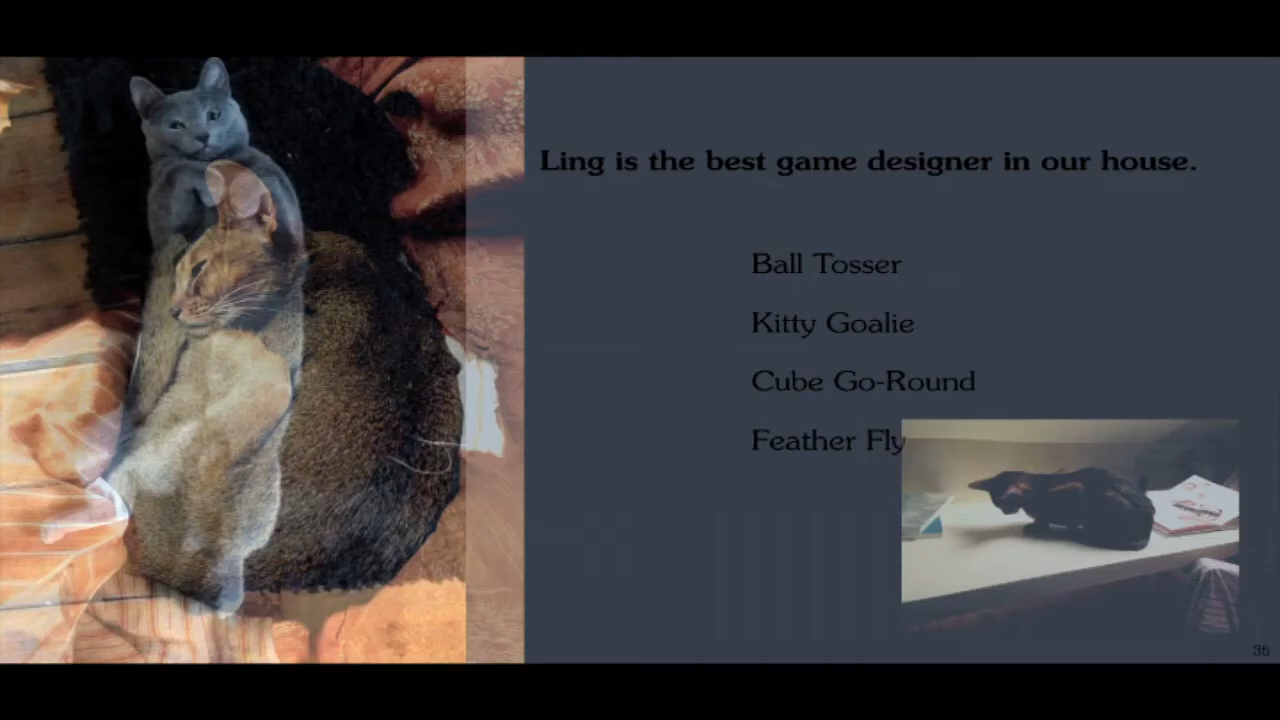 Ling is the best game designer in our house.
Ball Tosser
Kitty Goalie
Cube Go-Round
Feather Fly
35